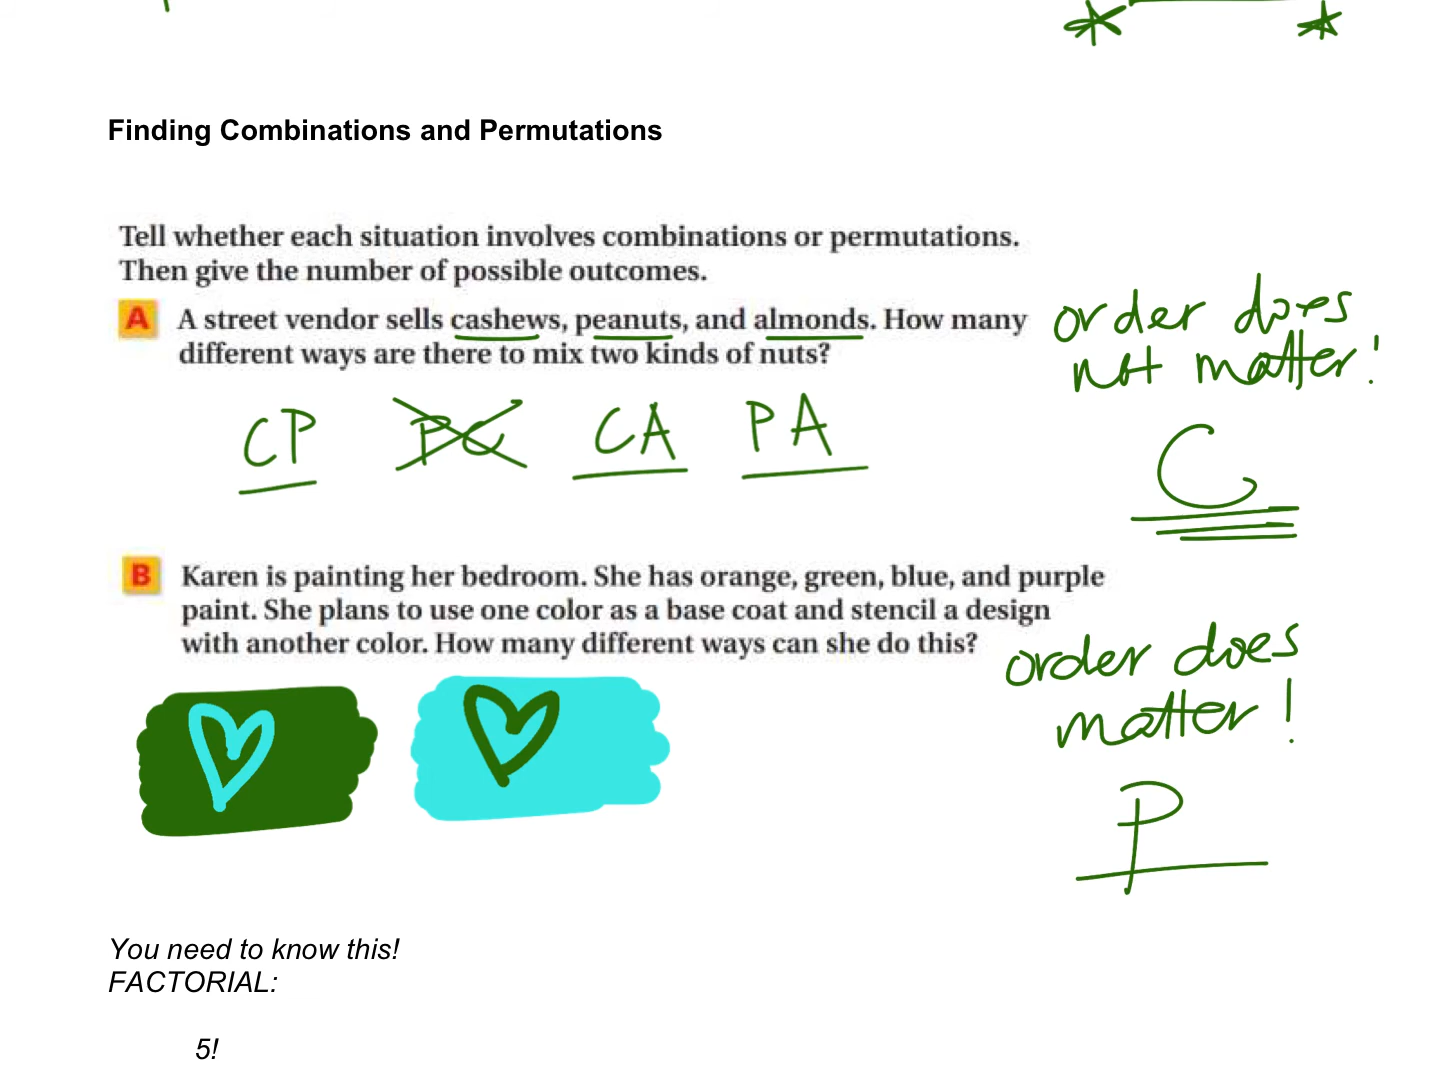 Finding Combinations and Permutations
Tell whether each situation involves combinations or permutations.
Then give the number of possible outcomes.
A A street vendor sells cashews, peanuts, and almonds. How many
different ways are there to mix two kinds of nuts?
order does
not matter!
CP PC CA PA
C
B Karen is painting her bedroom. She has orange, green, blue, and purple
paint. She plans to use one color as a base coat and stencil a design
with another color. How many different ways can she do this?
order does
matter!
P
You need to know this!
FACTORIAL:
5!